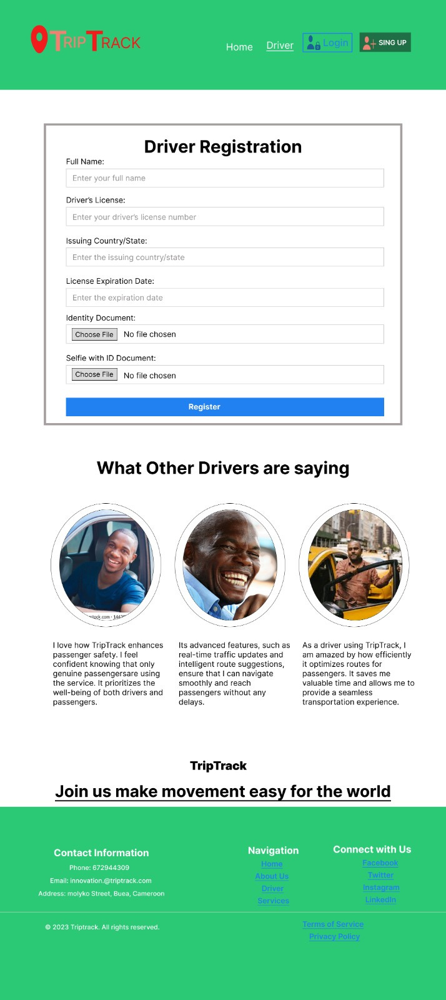 TRIPTRACK
Home Driver Login SING UP
Driver Registration
Full Name:
Enter your full name
Driver's License:
Enter your driver's license number
Issuing Country/State:
Enter the issuing country/state
License Expiration Date:
Enter the expiration date
Identity Document:
Choose File No file chosen
Selfie with ID Document:
Choose File No file chosen
Register
What Other Drivers are saying
I love how TripTrack enhances
passenger safety. I feel
confident knowing that only
genuine passengersare using
the service. It prioritizes the
well-being of both drivers and
passengers.
Its advanced features, such as
real-time traffic updates and
intelligent route suggestions,
ensure that I can navigate
smoothly and reach
passengers without any
delays.
As a driver using TripTrack, I
am amazed by how efficiently
it optimizes routes for
passengers. It saves me
valuable time and allows me to
provide a seamless
transportation experience.
TripTrack
Join us make movement easy for the world
Contact Information
Phone: 672944309
Email: innovation.@triptrack.com
Address: molyko Street, Buea, Cameroon
Navigation
Home
About Us
Driver
Services
Connect with Us
Facebook
Twitter
Instagram
LinkedIn
© 2023 Triptrack. All rights reserved.
Terms of Service
Privacy Policy